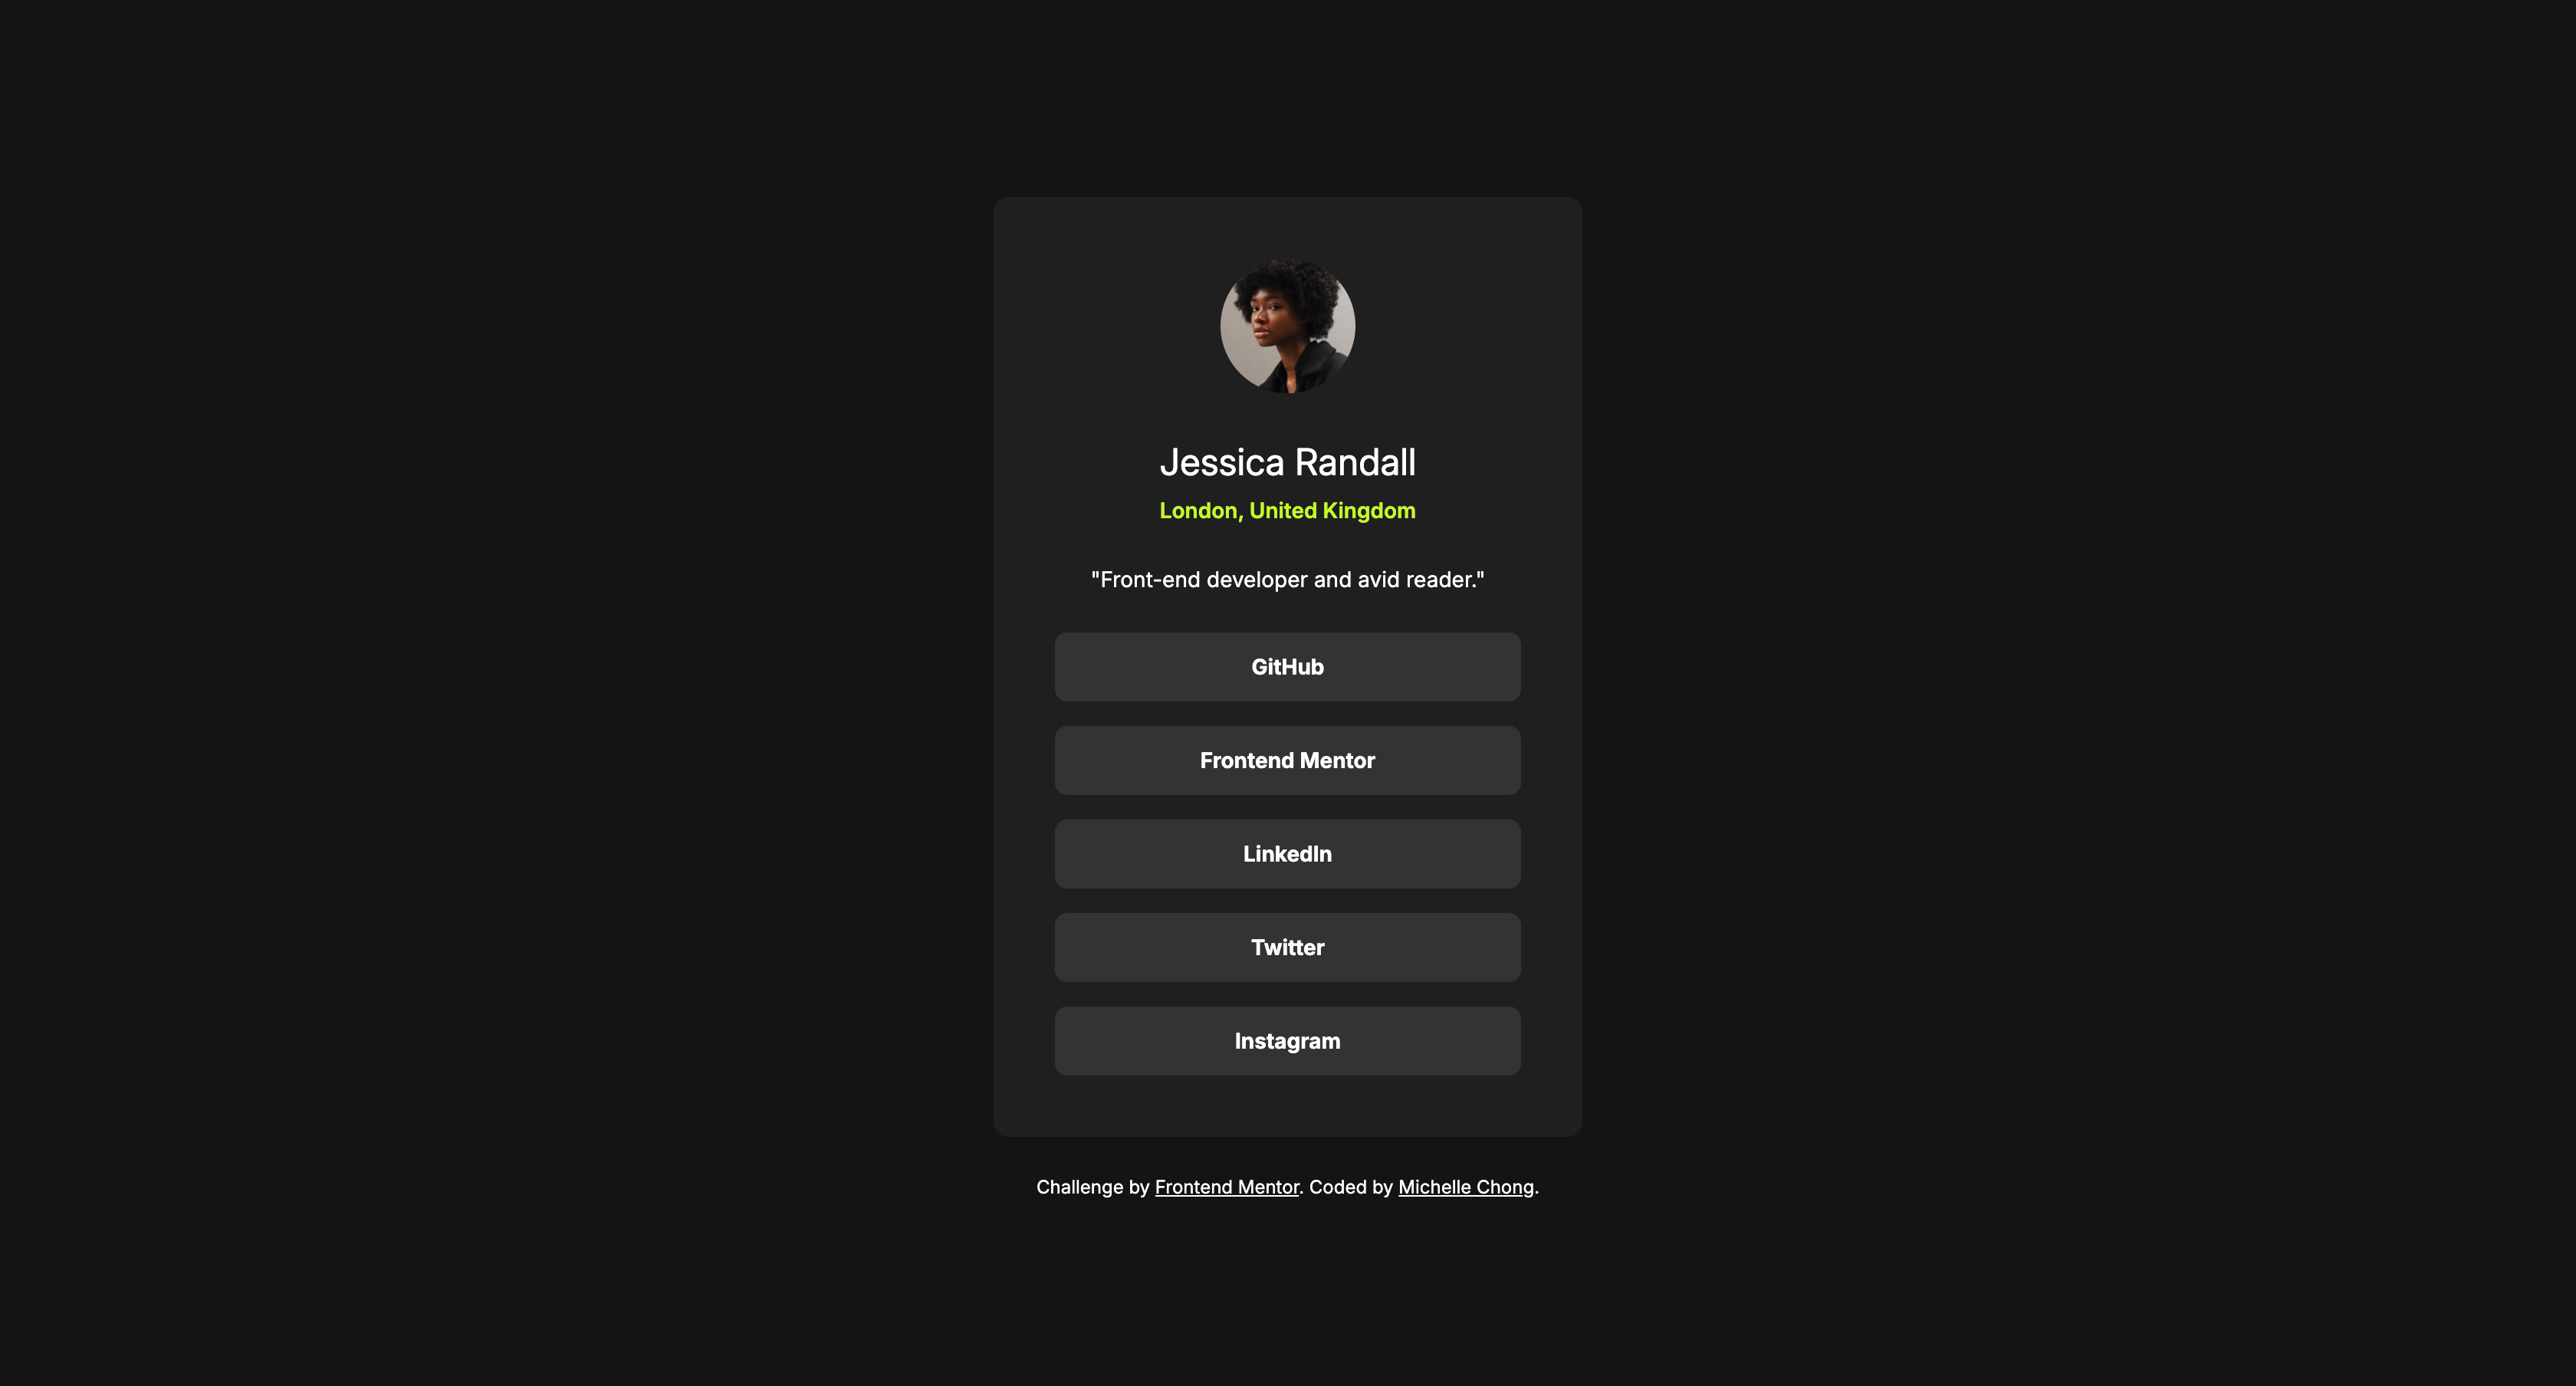 Jessica Randall
London, United Kingdom
"Front-end developer and avid reader."
GitHub
Frontend Mentor
LinkedIn
Twitter
Instagram
Challenge by Frontend Mentor. Coded by Michelle Chong.